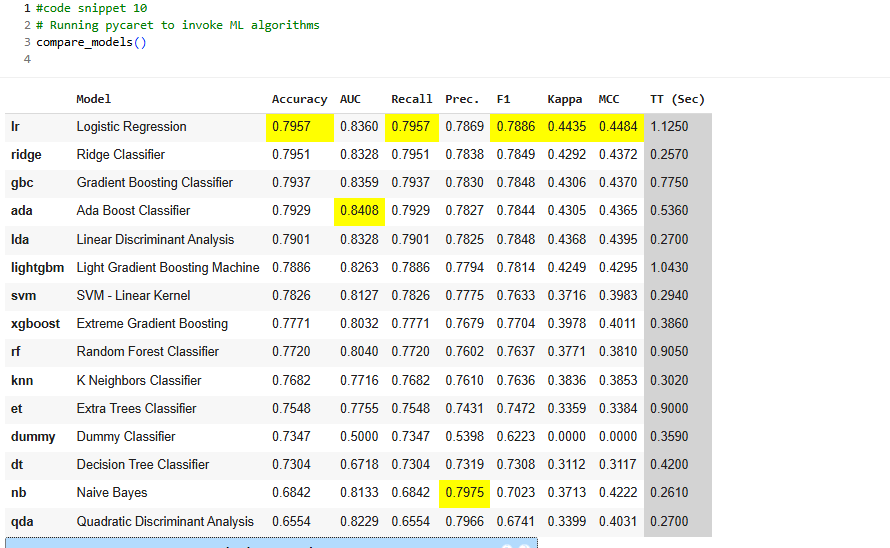 1 #code snippet 10
2 # Running pycaret to invoke ML algorithms
3 compare_models()
4
Model Accuracy AUC Recall Prec. F1 Kappa MCC TT (Sec)
lr Logistic Regression 0.7957 0.8360 0.7957 0.7869 0.7886 0.4435 0.4484 1.1250
ridge Ridge Classifier 0.7951 0.8328 0.7951 0.7838 0.7849 0.4292 0.4372 0.2570
gbc Gradient Boosting Classifier 0.7937 0.8359 0.7937 0.7830 0.7848 0.4306 0.4370 0.7750
ada Ada Boost Classifier 0.7929 0.8408 0.7929 0.7827 0.7844 0.4305 0.4365 0.5360
lda Linear Discriminant Analysis 0.7901 0.8328 0.7901 0.7825 0.7848 0.4368 0.4395 0.2700
lightgbm Light Gradient Boosting Machine 0.7886 0.8263 0.7886 0.7794 0.7814 0.4249 0.4295 1.0430
svm SVM - Linear Kernel 0.7826 0.8127 0.7826 0.7775 0.7633 0.3716 0.3983 0.2940
xgboost Extreme Gradient Boosting 0.7771 0.8032 0.7771 0.7679 0.7704 0.3978 0.4011 0.3860
rf Random Forest Classifier 0.7720 0.8040 0.7720 0.7602 0.7637 0.3771 0.3810 0.9050
knn K Neighbors Classifier 0.7682 0.7716 0.7682 0.7610 0.7636 0.3836 0.3853 0.3020
et Extra Trees Classifier 0.7548 0.7755 0.7548 0.7431 0.7472 0.3359 0.3384 0.9000
dummy Dummy Classifier 0.7347 0.5000 0.7347 0.5398 0.6223 0.0000 0.0000 0.3590
dt Decision Tree Classifier 0.7304 0.6718 0.7304 0.7319 0.7308 0.3112 0.3117 0.4200
nb Naive Bayes 0.6842 0.8133 0.6842 0.7975 0.7023 0.3713 0.4222 0.2610
qda Quadratic Discriminant Analysis 0.6554 0.8229 0.6554 0.7966 0.6741 0.3399 0.4031 0.2700